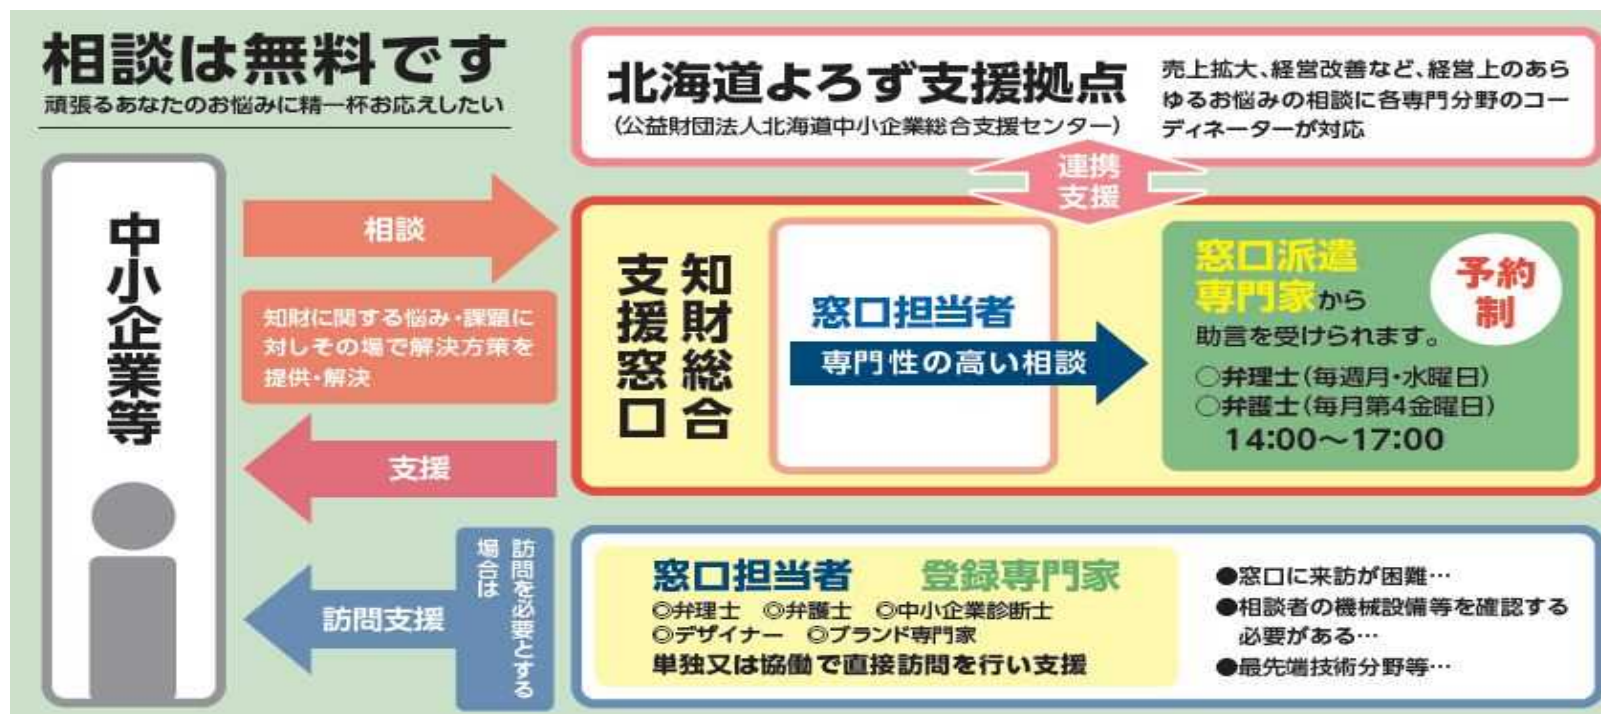 相談は無料です
頑張るあなたのお悩みに精一杯お応えしたい
北海道よろず支援拠点
（公益財団法人北海道中小企業総合支援センター）
売上拡大、経営改善など、経営上のあら
ゆるお悩みの相談に各専門分野のコー
ディネーターが対応
連携
支援
中小企業等
相談
知財に関する悩み・課題に
対しその場で解決方策を
提供・解決
支援
知財総合
支援窓口
窓口担当者
専門性の高い相談
窓口派遣
専門家から
助言を受けられます。
予約
制
○弁理士（毎週月・水曜日）
○弁護士（毎月第4金曜日）
14:00～17:00
訪問を必要とする
場合は
訪問支援
窓口担当者 登録専門家
◎弁理士 ◎弁護士 ◎中小企業診断士
◎デザイナー ◎ブランド専門家
単独又は協働で直接訪問を行い支援
●窓口に来訪が困難…
●相談者の機械設備等を確認する
必要がある…
●最先端技術分野等…